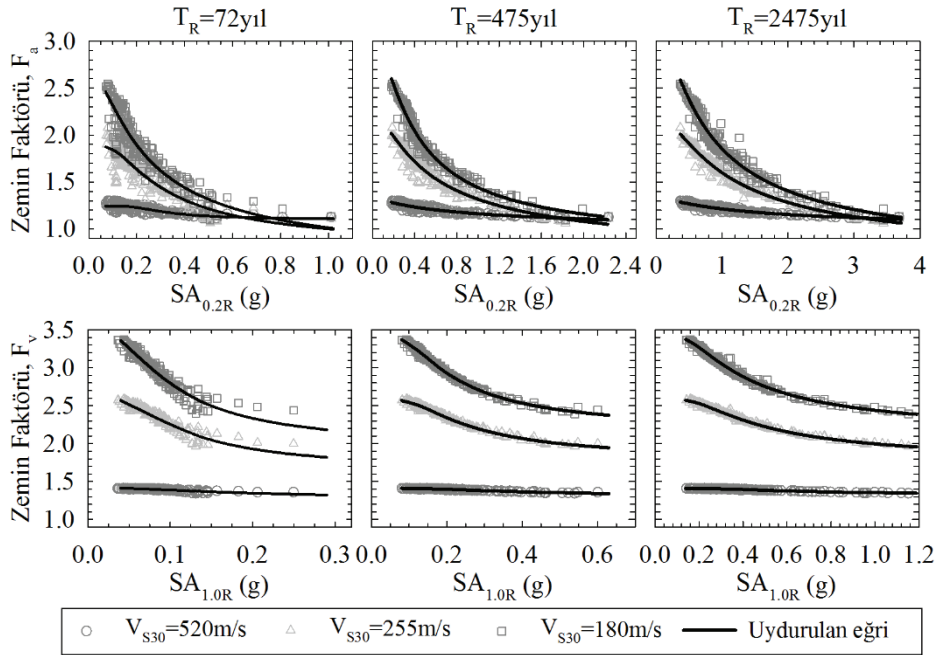 T_R=72yıl T_R=475yıl T_R=2475yıl
Zemin Faktörü, F_a
3.0
2.5
2.0
1.5
1.0
0.0 0.2 0.4 0.6 0.8 1.0 0.4 0.8 1.2 1.6 2.0 2.4 0 1 2 3 4
SA_0.2R (g) SA_0.2R (g) SA_0.2R (g)
Zemin Faktörü, F_v
3.5
3.0
2.5
2.0
1.5
1.0
0.0 0.1 0.2 0.3 0.0 0.2 0.4 0.6 0.0 0.2 0.4 0.6 0.8 1.0 1.2
SA_1.0R (g) SA_1.0R (g) SA_1.0R (g)
V_S30=520m/s V_S30=255m/s V_S30=180m/s Uydurulan eğri